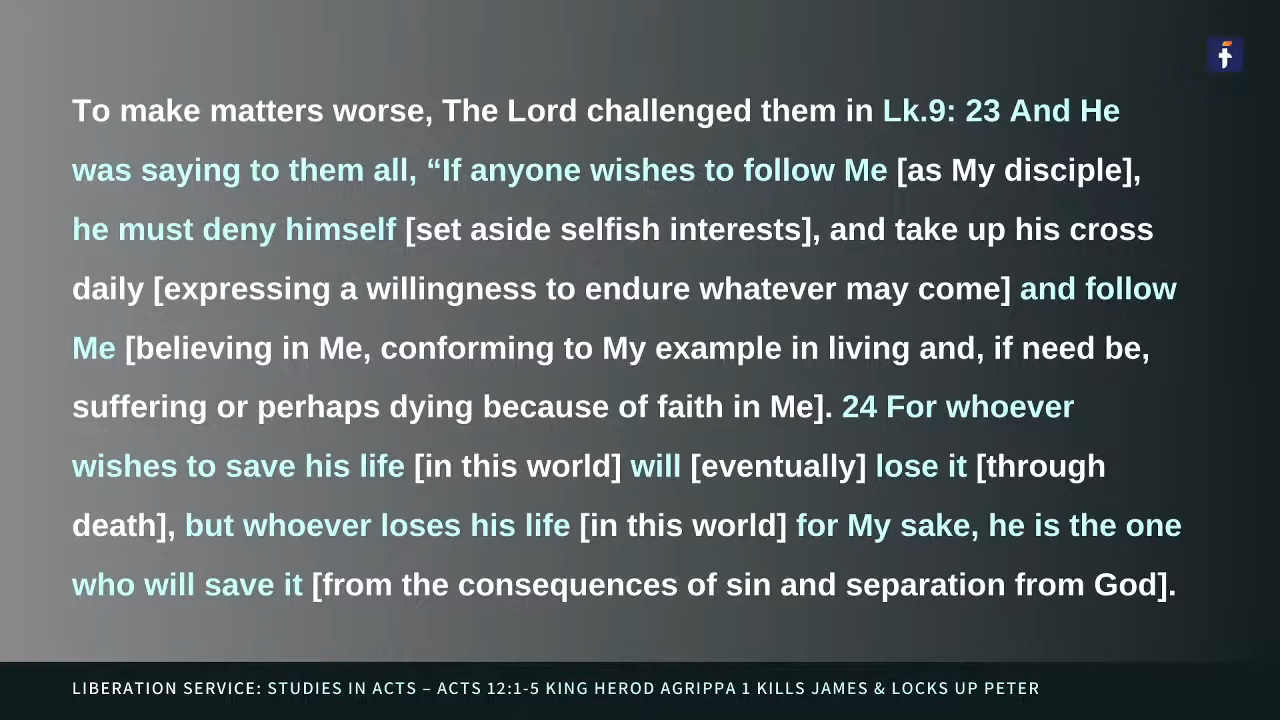 To make matters worse, The Lord challenged them in Lk.9: 23 And He
was saying to them all, “If anyone wishes to follow Me [as My disciple],
he must deny himself [set aside selfish interests], and take up his cross
daily [expressing a willingness to endure whatever may come] and follow
Me [believing in Me, conforming to My example in living and, if need be,
suffering or perhaps dying because of faith in Me]. 24 For whoever
wishes to save his life [in this world] will [eventually] lose it [through
death], but whoever loses his life [in this world] for My sake, he is the one
who will save it [from the consequences of sin and separation from God].
LIBERATION SERVICE: STUDIES IN ACTS – ACTS 12:1-5 KING HEROD AGRIPPA 1 KILLS JAMES & LOCKS UP PETER